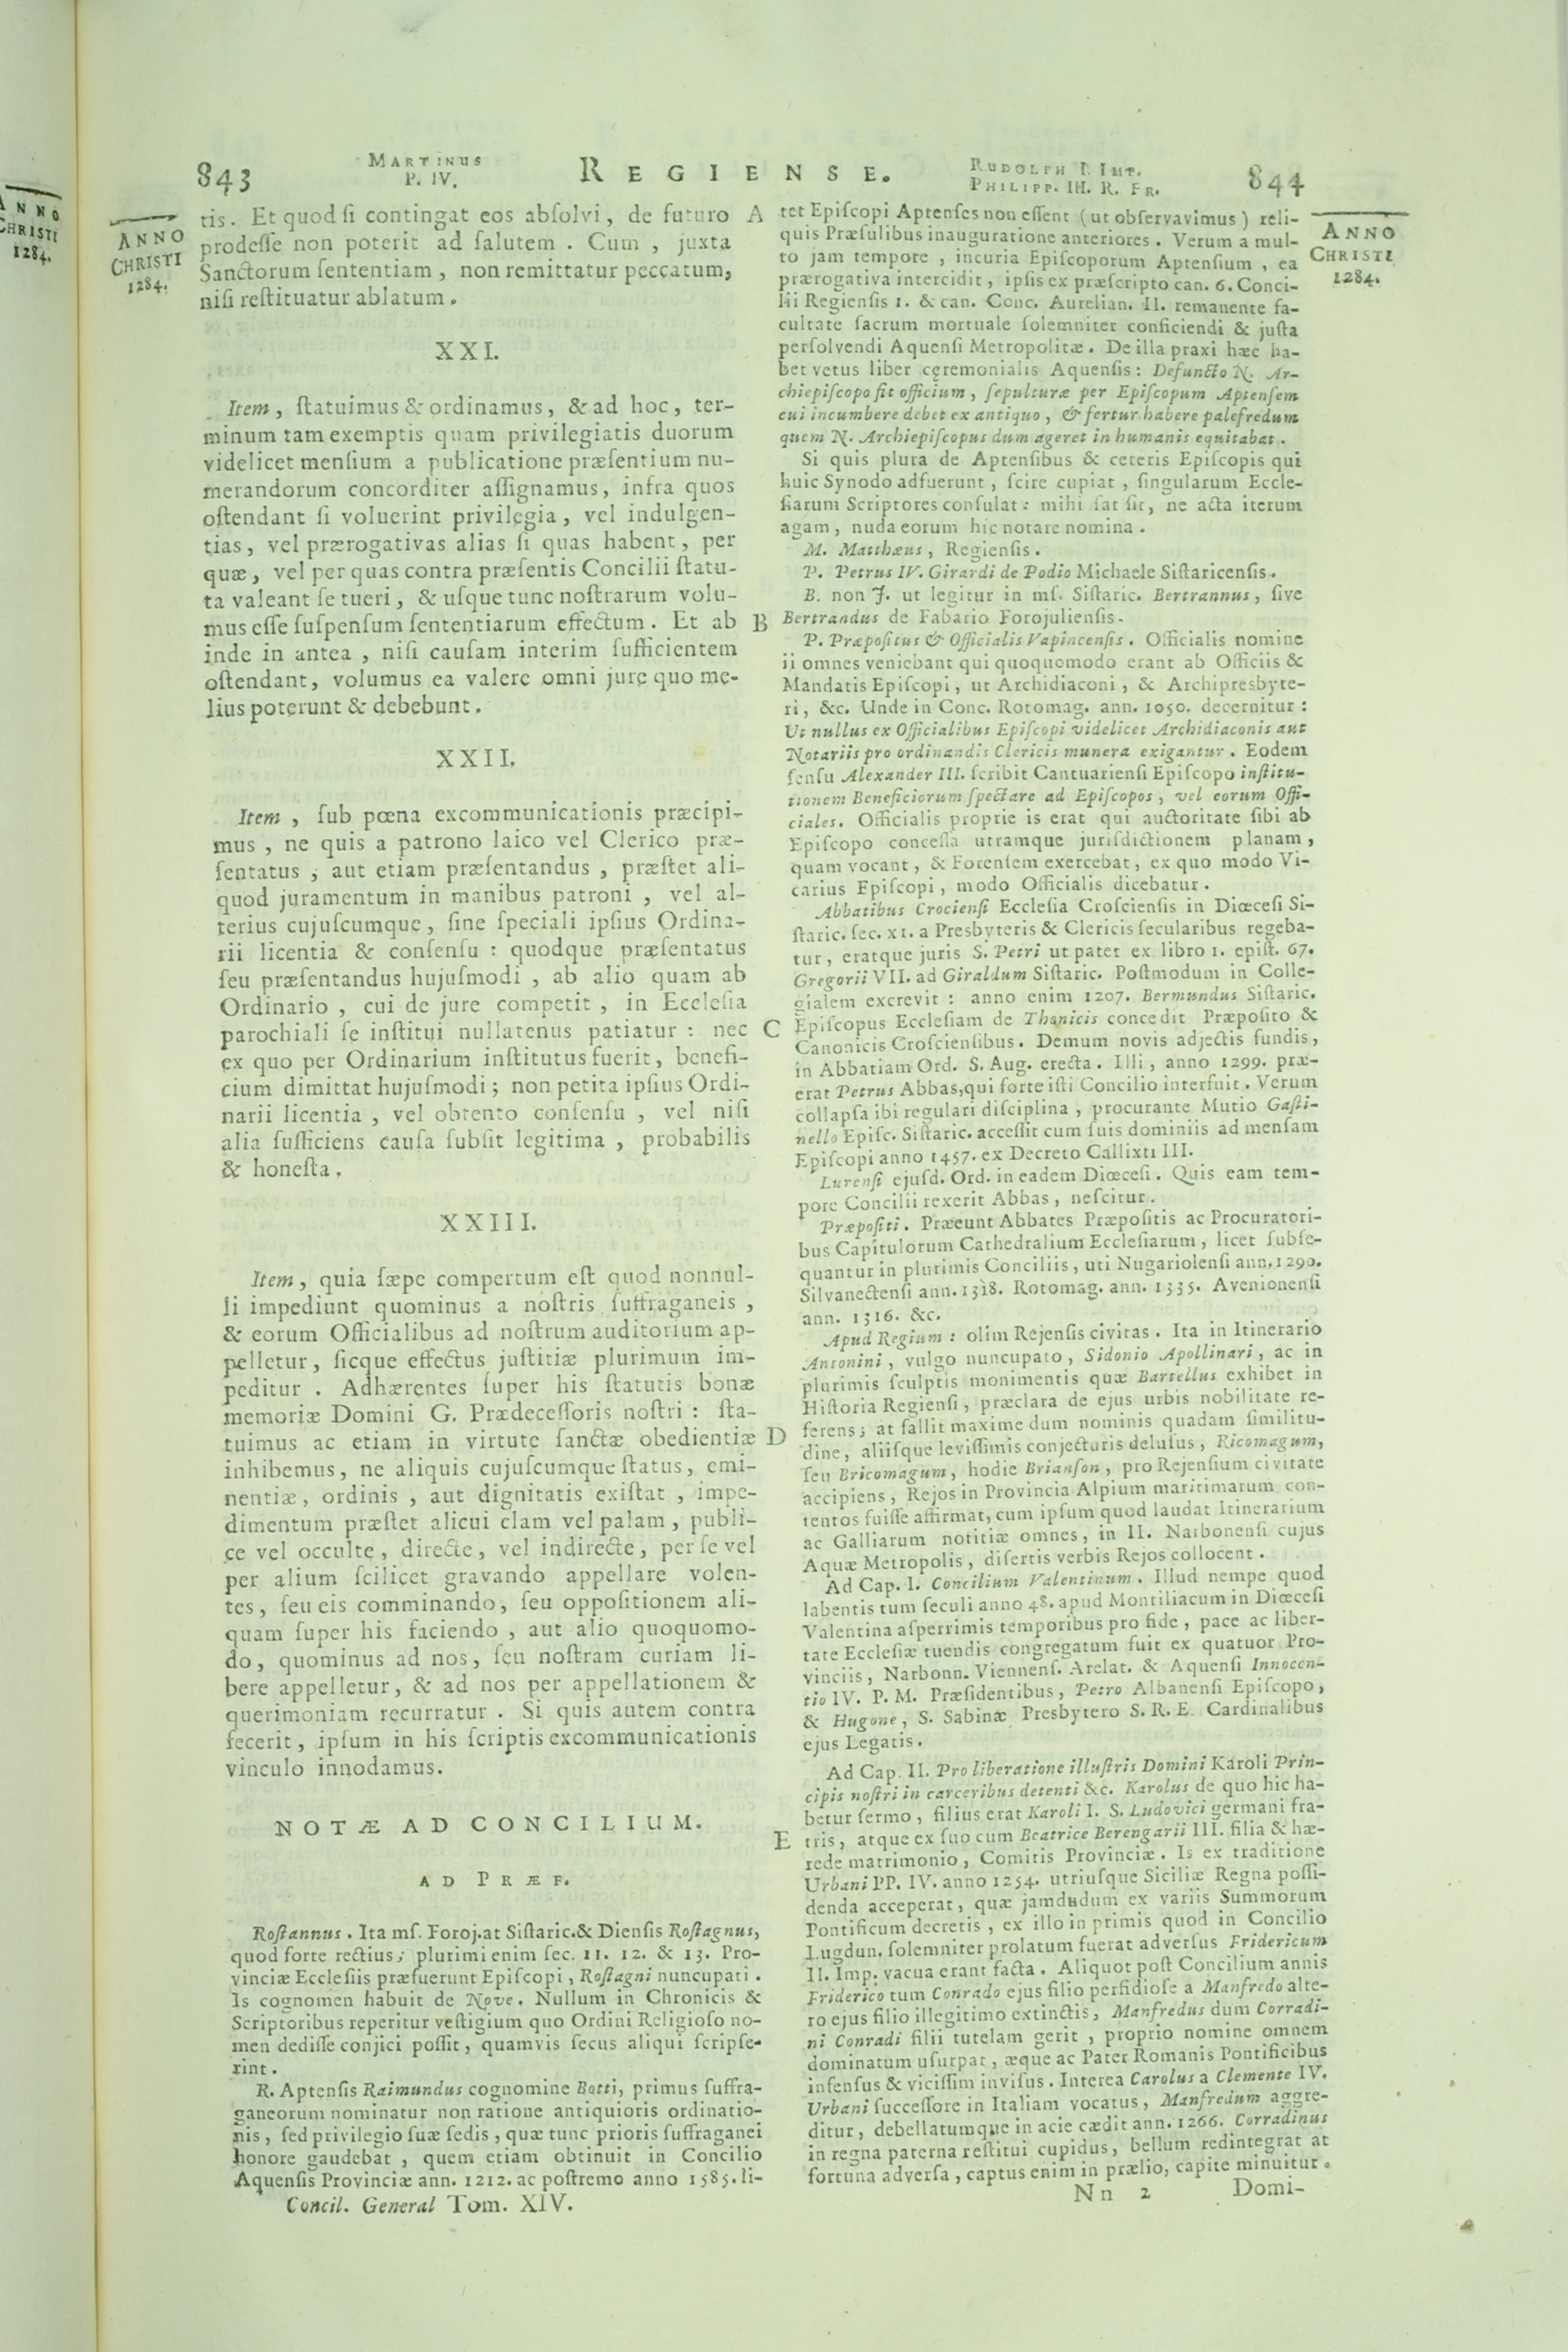 843
MARTINUS
P. IV.
REGIENSE.
RUDOLPH I. IMP.
PHILIPP. III. R. FR.
844
ANNO
CHRISTI
1284.
ANNO
CHRISTI
1284.
tis. Et quod ſi contingat eos abſolvi, de futuro
prodeſſe non poterit ad ſalutem. Cum, juxta
Sanctorum ſententiam, non remittatur peccatum,
niſi reſtituatur ablatum.
XXI.
Item, ſtatuimus & ordinamus, & ad hoc, ter-
minum tam exemptis quam privilegiatis duorum
videlicet menſium a publicatione præſentium nu-
merandorum concorditer aſſignamus, infra quos
oſtendant ſi voluerint privilegia, vel indulgen-
tias, vel prærogativas alias ſi quas habent, per
quæ, vel per quas contra præſentis Concilii ſtatu-
ta valeant ſe tueri, & uſque tunc noſtrarum volu-
mus eſſe ſuſpenſum ſententiarum effectum. Et ab
inde in antea, niſi cauſam interim ſufficientem
oſtendant, volumus ea valere omni jure quo me-
lius poterunt & debebunt.
XXII.
Item, ſub pœna excommunicationis præcipi-
mus, ne quis a patrono laico vel Clerico præ-
ſentatus, aut etiam præſentandus, præſtet ali-
quod juramentum in manibus patroni, vel al-
terius cujuſcumque, ſine ſpeciali ipſius Ordina-
rii licentia & conſenſu: quodque præſentatus
ſeu præſentandus hujuſmodi, ab alio quam ab
Ordinario, cui de jure competit, in Eccleſia
parochiali ſe inſtitui nullatenus patiatur: nec
ex quo per Ordinarium inſtitutus fuerit, benefi-
cium dimittat hujuſmodi; non petita ipſius Ordi-
narii licentia, vel obtento conſenſu, vel niſi
alia ſufficiens cauſa ſubſit legitima, probabilis
& honeſta.
XXIII.
Item, quia ſæpe compertum eſt quod nonnul-
li impediunt quominus a noſtris ſuffraganeis,
& eorum Officialibus ad noſtrum auditorium ap-
pelletur, ſicque effectus juſtitiæ plurimum im-
peditur. Adhærentes ſuper his ſtatutis bonæ
memoriæ Domini G. Prædeceſſoris noſtri: ſta-
tuimus ac etiam in virtute ſanctæ obedientiæ
inhibemus, ne aliquis cujuſcumque ſtatus, emi-
nentiæ, ordinis, aut dignitatis exiſtat, impe-
dimentum præſtet alicui clam vel palam, publi-
ce vel occulte, directe, vel indirecte, per ſe vel
per alium ſcilicet gravando appellare volen-
tes, ſeu eis comminando, ſeu oppoſitionem ali-
quam ſuper his faciendo, aut alio quoquomo-
do, quominus ad nos, ſeu noſtram curiam li-
bere appelletur, & ad nos per appellationem &
querimoniam recurratur. Si quis autem contra
fecerit, ipſum in his ſcriptis excommunicationis
vinculo innodamus.
NOTÆ AD CONCILIUM.
AD PRÆF.
Roſtannus. Ita mſ. Foroj. at Siſtaric. & Dienſis Roſtagnus,
quod forte rectius; plurimi enim ſec. 11. 12. & 13. Pro-
vinciæ Eccleſiis præfuerunt Epiſcopi, Roſtagni nuncupati.
Is cognomen habuit de Nove. Nullum in Chronicis &
Scriptoribus reperitur veſtigium quo Ordini Religioſo no-
men dediſſe conjici poſſit, quamvis ſecus aliqui ſcripſe-
rint.
R. Aptenſis Raimundus cognomine Botti, primus ſuffra-
ganeorum nominatur non ratione antiquioris ordinatio-
nis, ſed privilegio ſuæ ſedis, quæ tunc prioris ſuffraganei
honore gaudebat, quem etiam obtinuit in Concilio
Aquenſis Provinciæ ann. 1212. ac poſtremo anno 1585. li-
Concil. General Tom. XIV.
A
B
C
D
E
tet Epiſcopi Aptenſes non eſſent (ut obſervavimus) reli-
quis Præſulibus inauguratione anteriores. Verum a mul-
to jam tempore, incuria Epiſcoporum Aptenſium, ea
prærogativa intercidit, ipſis ex præſcripto can. 6. Conci-
lii Regienſis 1. & can. Conc. Aurelian. II. remanente fa-
cultate ſacrum mortuale ſolemniter conficiendi & juſta
perſolvendi Aquenſi Metropolitæ. De illa praxi hæc ha-
bet vetus liber cęremonialis Aquenſis: Defuncto N. Ar-
chiepiſcopo fit officium, ſepulturæ per Epiſcopum Aptenſem
cui incumbere debet ex antiquo, & fertur habere palefredum
quem N. Archiepiſcopus dum ageret in humanis equitabat.
Si quis plura de Aptenſibus & ceteris Epiſcopis qui
huic Synodo adfuerunt, ſcire cupiat, ſingularum Eccle-
ſiarum Scriptores conſulat: mihi ſat ſit, ne acta iterum
agam, nuda eorum hic notare nomina.
M. Matthæus, Regienſis.
P. Petrus IV. Girardi de Podio Michaele Siſtaricenſis.
B. non J. ut legitur in mſ. Siſtaric. Bertrannus, ſive
Bertrandus de Fabario Forojulienſis.
P. Præpoſitus & Officialis Vapincenſis. Officialis nomine
ii omnes veniebant qui quoquomodo erant ab Officiis &
Mandatis Epiſcopi, ut Archidiaconi, & Archipresbyte-
ri, &c. Unde in Conc. Rotomag. ann. 1050. decernitur:
Ut nullus ex Officialibus Epiſcopi videlicet Archidiaconis aut
Notariis pro ordinandis Clericis munera exigantur. Eodem
ſenſu Alexander III. ſcribit Cantuarienſi Epiſcopo inſtitu-
tionem Beneficiorum ſpectare ad Epiſcopos, vel eorum Offi-
ciales. Officialis proprie is erat qui auctoritate ſibi ab
Epiſcopo conceſſa utramque juriſdictionem planam,
quam vocant, & Forenſem exercebat, ex quo modo Vi-
carius Epiſcopi, modo Officialis dicebatur.
Abbatibus Crocienſi Eccleſia Croſcienſis in Diœceſi Si-
ſtaric. ſec. XI. a Presbyteris & Clericis ſecularibus regeba-
tur, eratque juris S. Petri ut patet ex libro 1. epiſt. 67.
Gregorii VII. ad Giraldum Siſtaric. Poſtmodum in Colle-
gialem excrevit: anno enim 1207. Bermundus Siſtaric.
Epiſcopus Eccleſiam de Thanicis concedit Præpoſito &
Canonicis Croſcienſibus. Demum novis adjectis fundis,
in Abbatiam Ord. S. Aug. erecta. Illi, anno 1299. præ-
erat Petrus Abbas, qui forte iſti Concilio interfuit. Verum
collapſa ibi regulari diſciplina, procurante Mutio Gaſti-
nello Epiſc. Siſtaric. acceſſit cum ſuis dominiis ad menſam
Epiſcopi anno 1457. ex Decreto Callixti III.
Lurenſi ejuſd. Ord. in eadem Diœceſi. Quis eam tem-
pore Concilii rexerit Abbas, neſcitur.
Præpoſiti. Præeunt Abbates Præpoſitis ac Procuratori-
bus Capitulorum Cathedralium Eccleſiarum, licet ſubſe-
quantur in plurimis Conciliis, uti Nugariolenſi ann. 1290.
Silvanectenſi ann. 1318. Rotomag. ann. 1335. Avenionenſi
ann. 1316. &c.
Apud Regium: olim Rejenſis civitas. Ita in Itinerario
Antonini, vulgo nuncupato, Sidonio Apollinari, ac in
plurimis ſculptis monimentis quæ Bartellus exhibet in
Hiſtoria Regienſi, præclara de ejus urbis nobilitate re-
ferens; at fallit maxime dum nominis quadam ſimilitu-
dine, aliiſque leviſſimis conjecturis deluſus, Ricomagum,
ſeu Bricomagum, hodie Brianſon, pro Rejenſium civitate
accipiens, Rejos in Provincia Alpium maritimarum con-
tentos fuiſſe affirmat, cum ipſum quod laudat Itinerarium
ac Galliarum notitiæ omnes, in II. Narbonenſi cujus
Aquæ Metropolis, diſertis verbis Rejos collocent.
Ad Cap. I. Concilium Valentinum. Illud nempe quod
labentis tum ſeculi anno 48. apud Montiliacum in Diœceſi
Valentina aſperrimis temporibus pro fide, pace ac liber-
tate Eccleſiæ tuendis congregatum fuit ex quatuor Pro-
vinciis, Narbonn. Viennenſ. Arelat. & Aquenſi Innocen-
tio IV. P. M. Præſidentibus, Petro Albanenſi Epiſcopo,
& Hugone, S. Sabinæ Presbytero S. R. E. Cardinalibus
ejus Legatis.
Ad Cap. II. Pro liberatione illuſtris Domini Karoli Prin-
cipis noſtri in carceribus detenti &c. Karolus de quo hic ha-
betur ſermo, filius erat Karoli I. S. Ludovici germani fra-
tris, atque ex ſuo cum Beatrice Berengarii III. filia & hæ-
rede matrimonio, Comitis Provinciæ. Is ex traditione
Urbani PP. IV. anno 1254. utriuſque Siciliæ Regna poſſi-
denda acceperat, quæ jamdudum ex variis Summorum
Pontificum decretis, ex illo in primis quod in Concilio
Lugdun. ſolemniter prolatum fuerat adverſus Fridericum
II. Imp. vacua erant facta. Aliquot poſt Concilium annis
Friderico tum Conrado ejus filio perfidioſe a Manfredo alte-
ro ejus filio illegitimo extinctis, Manfredus dum Corradi-
ni Conradi filii tutelam gerit, proprio nomine omnem
dominatum uſurpat, æque ac Pater Romanis Pontificibus
infenſus & viciſſim inviſus. Interea Carolus a Clemente IV.
Urbani ſucceſſore in Italiam vocatus, Manfredum aggre-
ditur, debellatumque in acie cædit ann. 1266. Corradinus
in regna paterna reſtitui cupidus, bellum redintegrat at
fortuna adverſa, captus enim in prælio, capite minuitur.
Nn 2
Domi-
ANNO
CHRISTI
1284.